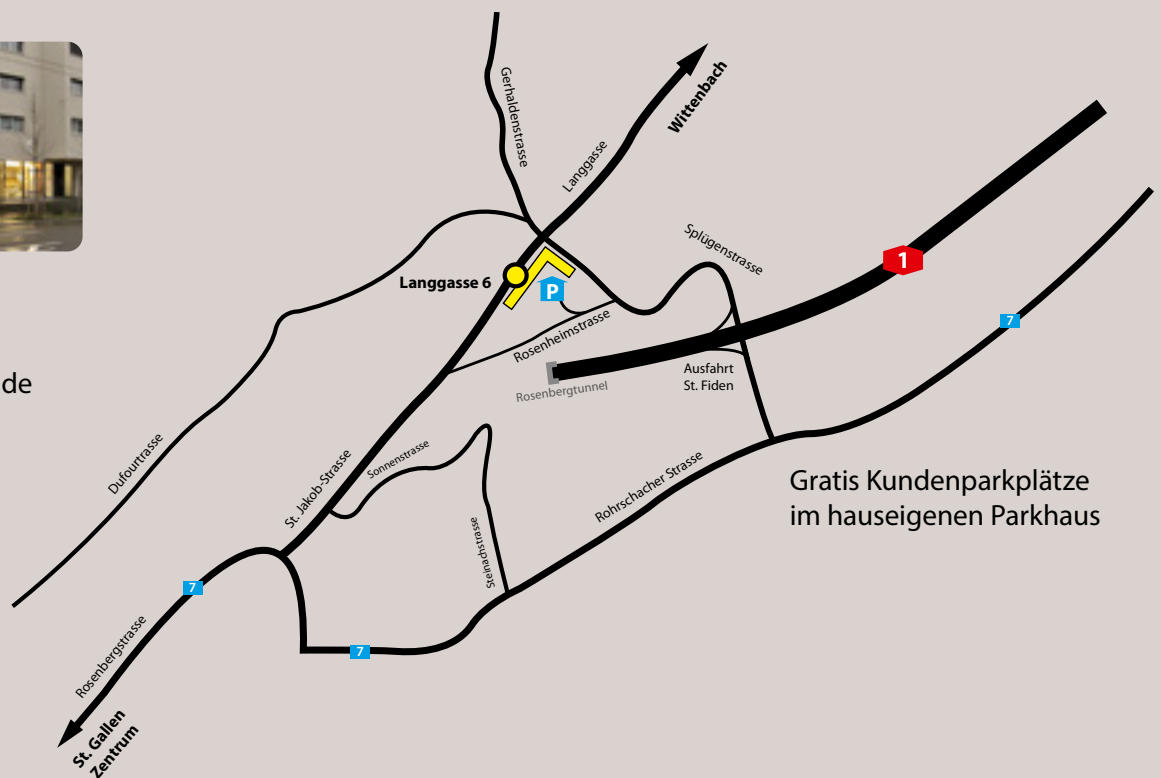 Gerhaldenstrasse
Wittenbach
Langgasse
Splügenstrasse
1
Langgasse 6
P
7
Rosenheimstrasse
Ausfahrt
St. Fiden
Rosenbergtunnel
de
Dufourtrasse
Sonnenstrasse
St. Jakob-Strasse
Rohrschacher Strasse
Gratis Kundenparkplätze
im hauseigenen Parkhaus
Steinachstrasse
7
7
Rosenbergstrasse
St. Gallen
Zentrum